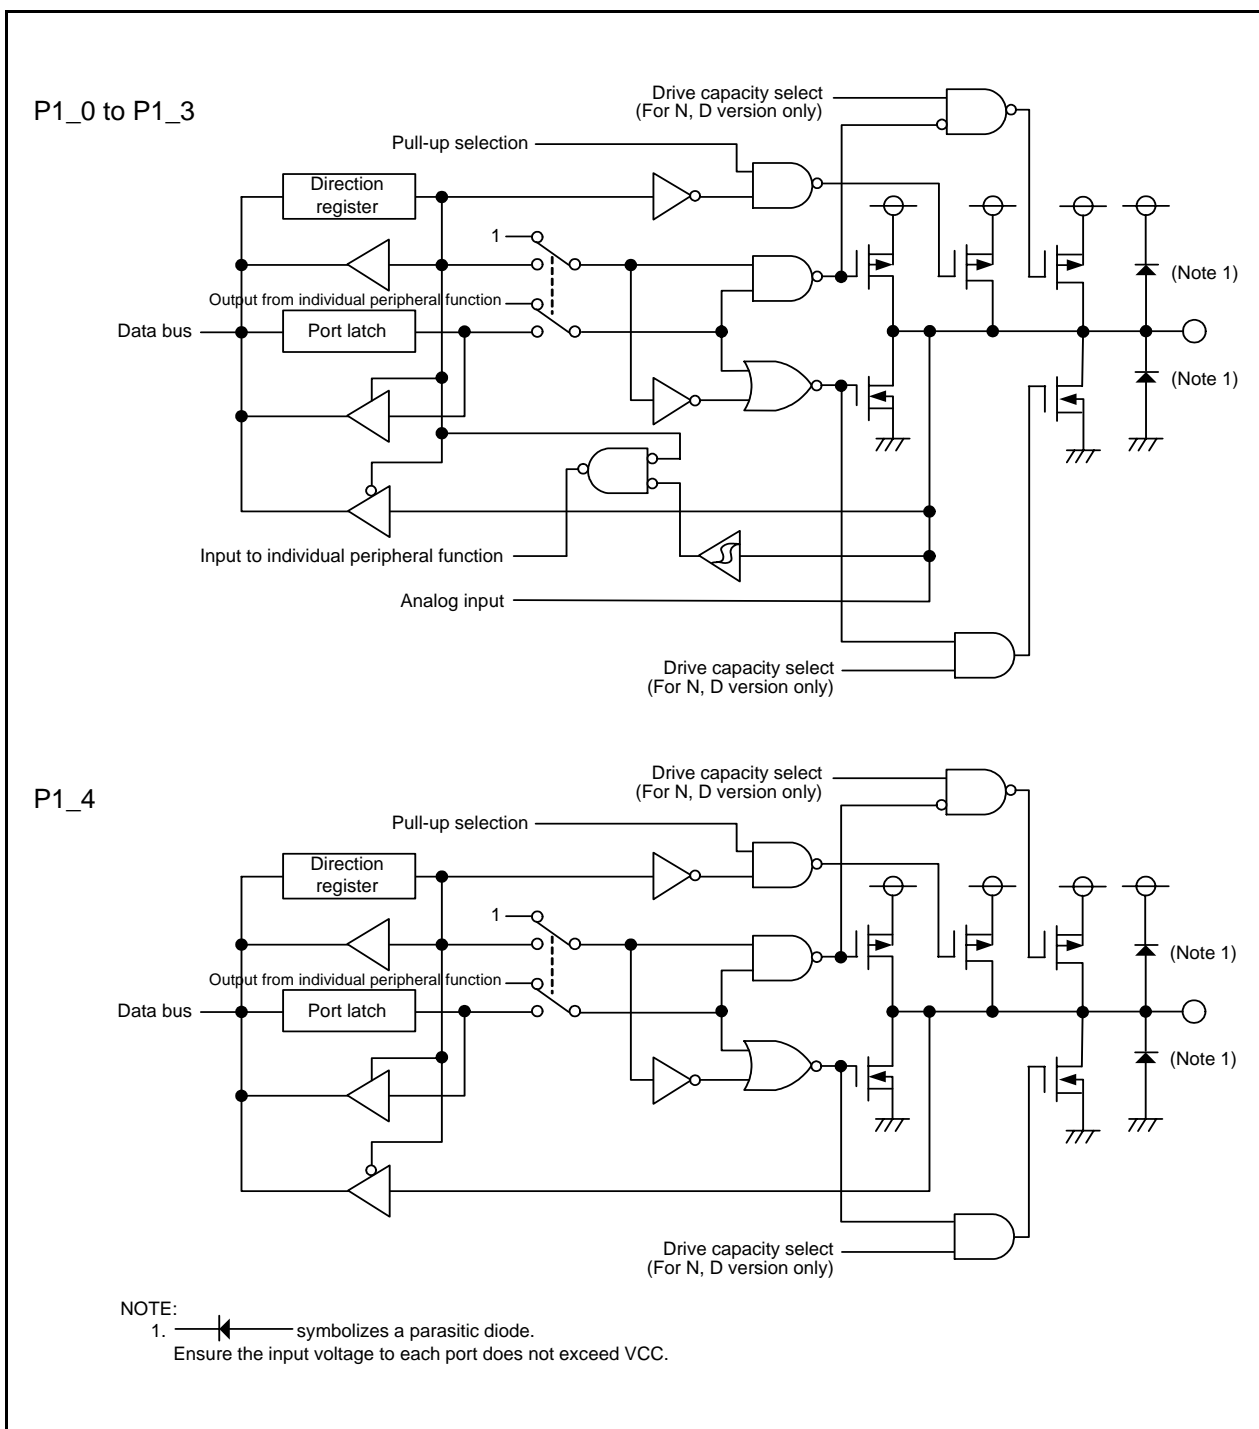 P1_0 to P1_3
Drive capacity select
(For N, D version only)
Pull-up selection
Direction
register
1
(Note 1)
Output from individual peripheral function
Data bus
Port latch
(Note 1)
Input to individual peripheral function
Analog input
Drive capacity select
(For N, D version only)
P1_4
Drive capacity select
(For N, D version only)
Pull-up selection
Direction
register
1
(Note 1)
Output from individual peripheral function
Data bus
Port latch
(Note 1)
Drive capacity select
(For N, D version only)
NOTE:
1. symbolizes a parasitic diode.
Ensure the input voltage to each port does not exceed VCC.